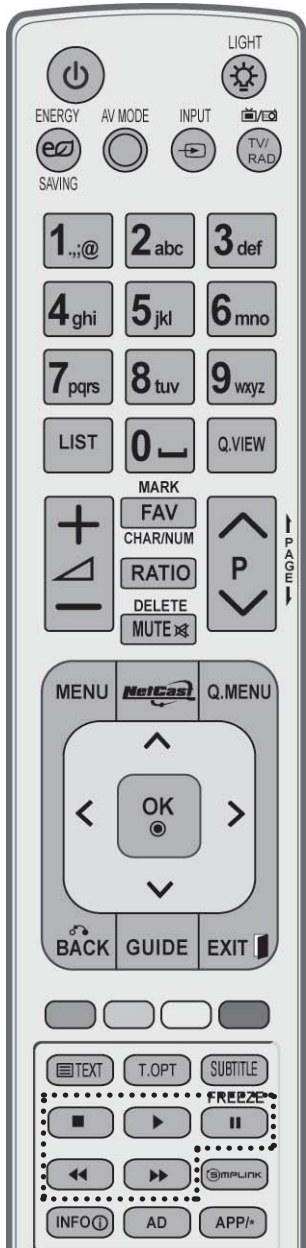 LIGHT
ENERGY AV MODE INPUT
TV/
RAD
SAVING
1.,;@ 2abc 3def
4ghi 5jkl 6mno
7pqrs 8tuv 9wxyz
LIST 0 Q.VIEW
MARK
FAV
CHAR/NUM
P
PAGE
RATIO
DELETE
MUTE
MENU NetCast Q.MENU
OK
BACK GUIDE EXIT
TEXT T.OPT SUBTITLE
FREEZE
SIMPLINK
INFO i AD APP/*